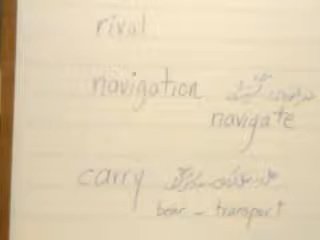 rival
navigation
navigate
carry
bear - transport